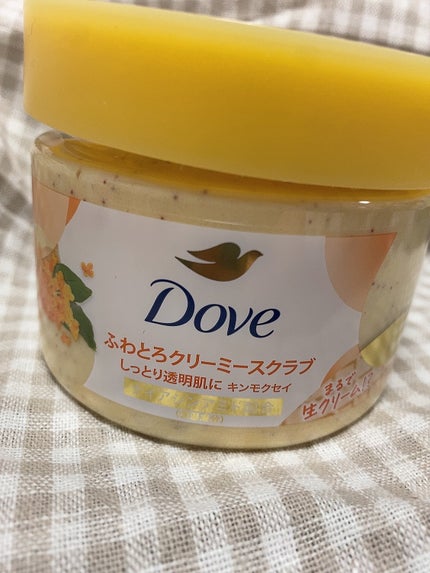 Dove
ふわとろクリーミースクラブ
しっとり透明肌に キンモクセイ
まるで
生クリーム!?